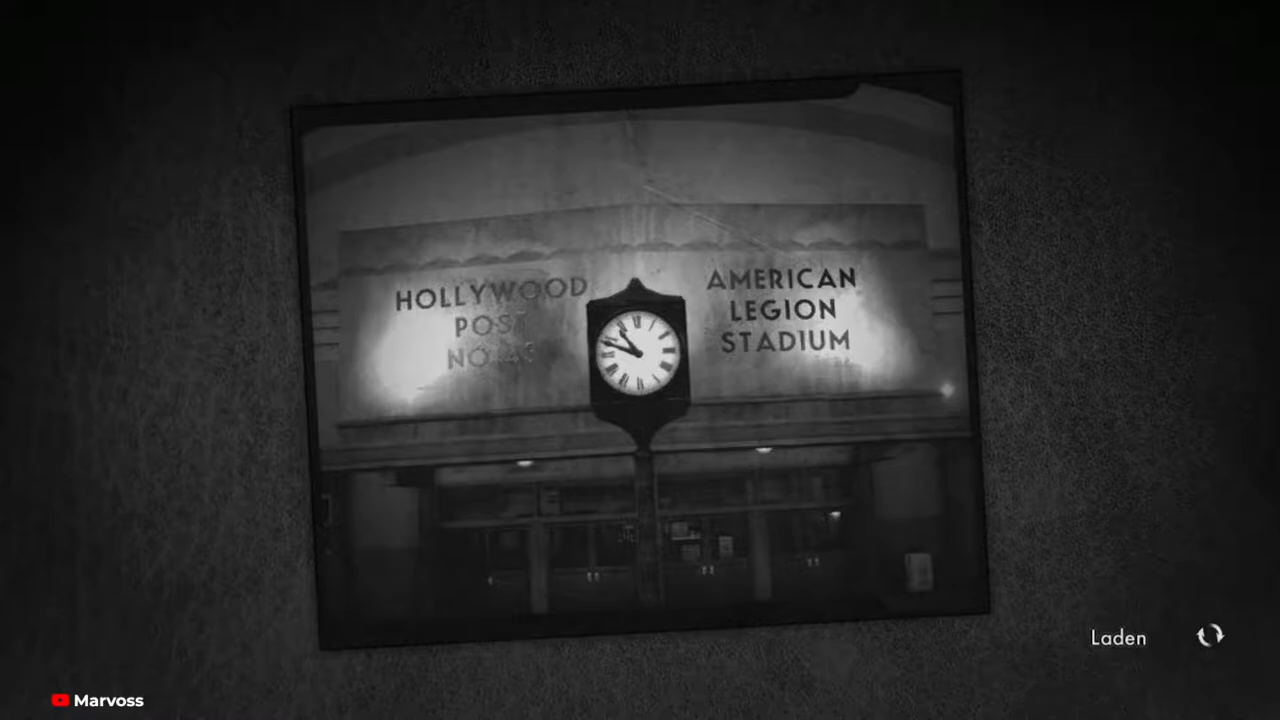 HOLLYWOOD
POST
AMERICAN
LEGION
STADIUM
Laden
Marvoss